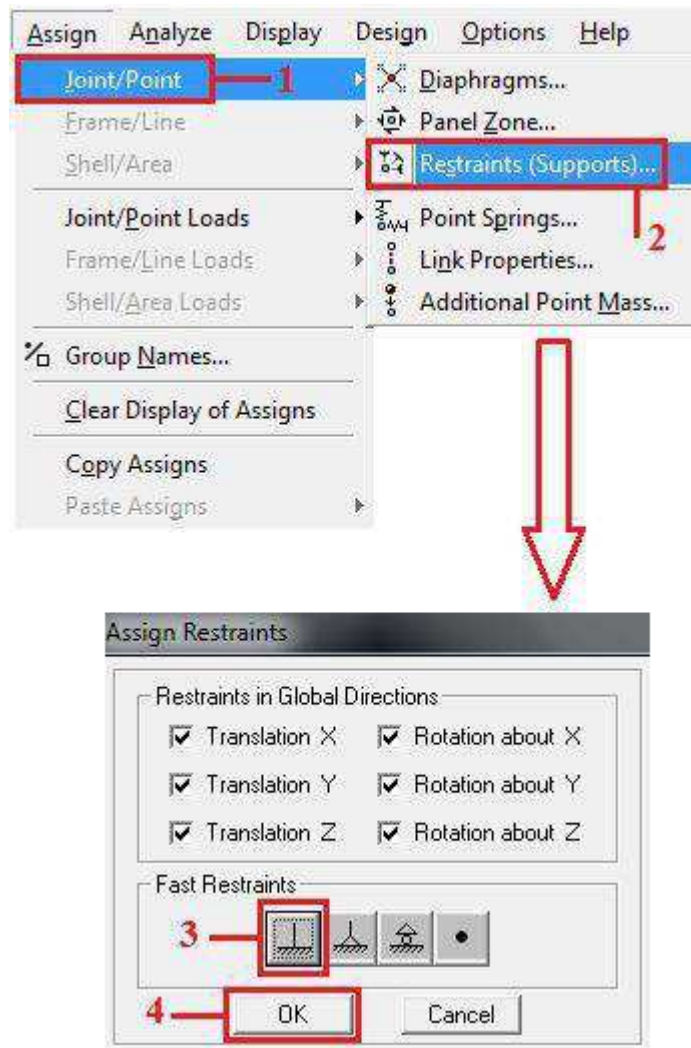 Assign Analyze Display Design Options Help
Joint/Point 1
Frame/Line
Shell/Area
Joint/Point Loads
Frame/Line Loads
Shell/Area Loads
Group Names...
Clear Display of Assigns
Copy Assigns
Paste Assigns
Diaphragms...
Panel Zone...
Restraints (Supports)...
2
Point Springs...
Link Properties...
Additional Point Mass...
Assign Restraints
Restraints in Global Directions
Translation X Rotation about X
Translation Y Rotation about Y
Translation Z Rotation about Z
Fast Restraints
3
4 OK Cancel